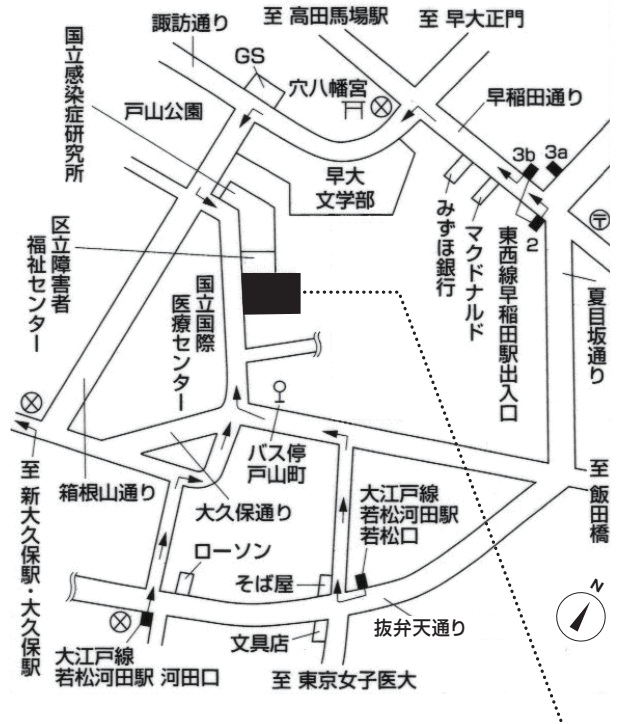 至 高田馬場駅
至 早大正門
諏訪通り
GS
穴八幡宮
早稲田通り
国立感染症研究所
戸山公園
3b
3a
早大
文学部
みずほ銀行
マクドナルド
東西線早稲田駅出入口
2
〒
区立障害者
福祉センター
国立国際
医療センター
夏目坂通り
バス停
戸山町
至 新大久保駅・大久保駅
箱根山通り
大久保通り
大江戸線
若松河田駅
若松口
至 飯田橋
ローソン
そば屋
抜弁天通り
文具店
N
大江戸線
若松河田駅 河田口
至 東京女子医大